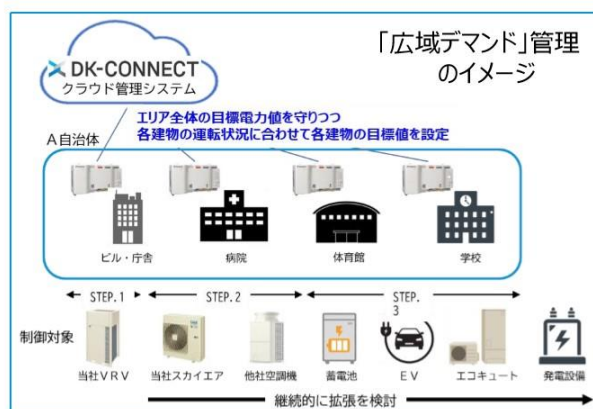 「広域デマンド」管理
のイメージ
DK-CONNECT
クラウド管理システム
エリア全体の目標電力値を守りつつ
各建物の運転状況に合わせて各建物の目標値を設定
A自治体
ビル・庁舎
病院
体育館
学校
STEP.1
STEP.2
STEP.
3
制御対象
当社VRV
当社スカイエア
他社空調機
蓄電池
EV
エコキュート
発電設備
継続的に拡張を検討